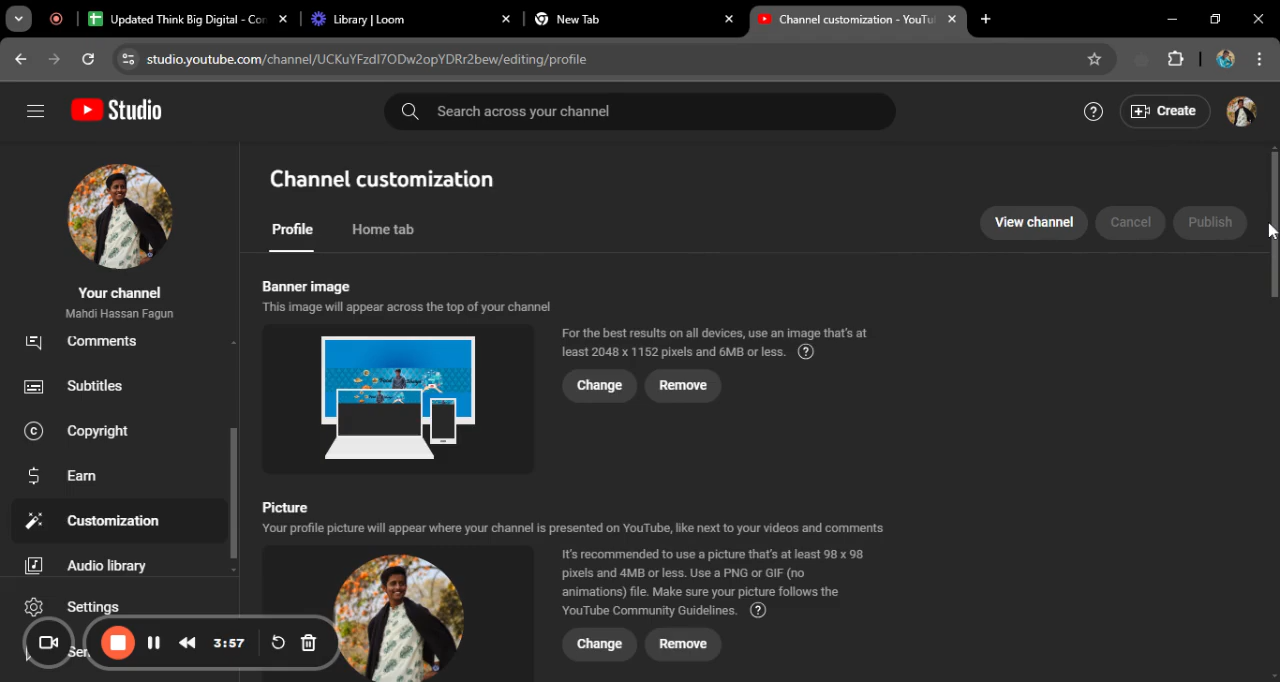 Updated Think Big Digital - Con
Library | Loom
New Tab
Channel customization - YouTu
studio.youtube.com/channel/UCKuYFzdI7ODw2opYDRr2bew/editing/profile
Studio
Search across your channel
Create
Channel customization
Profile
Home tab
View channel
Cancel
Publish
Your channel
Mahdi Hassan Fagun
Comments
Subtitles
Copyright
Earn
Customization
Audio library
Settings
Banner image
This image will appear across the top of your channel
For the best results on all devices, use an image that's at
least 2048 x 1152 pixels and 6MB or less.
Change
Remove
Picture
Your profile picture will appear where your channel is presented on YouTube, like next to your videos and comments
It's recommended to use a picture that's at least 98 x 98
pixels and 4MB or less. Use a PNG or GIF (no
animations) file. Make sure your picture follows the
YouTube Community Guidelines.
Change
Remove
3:57